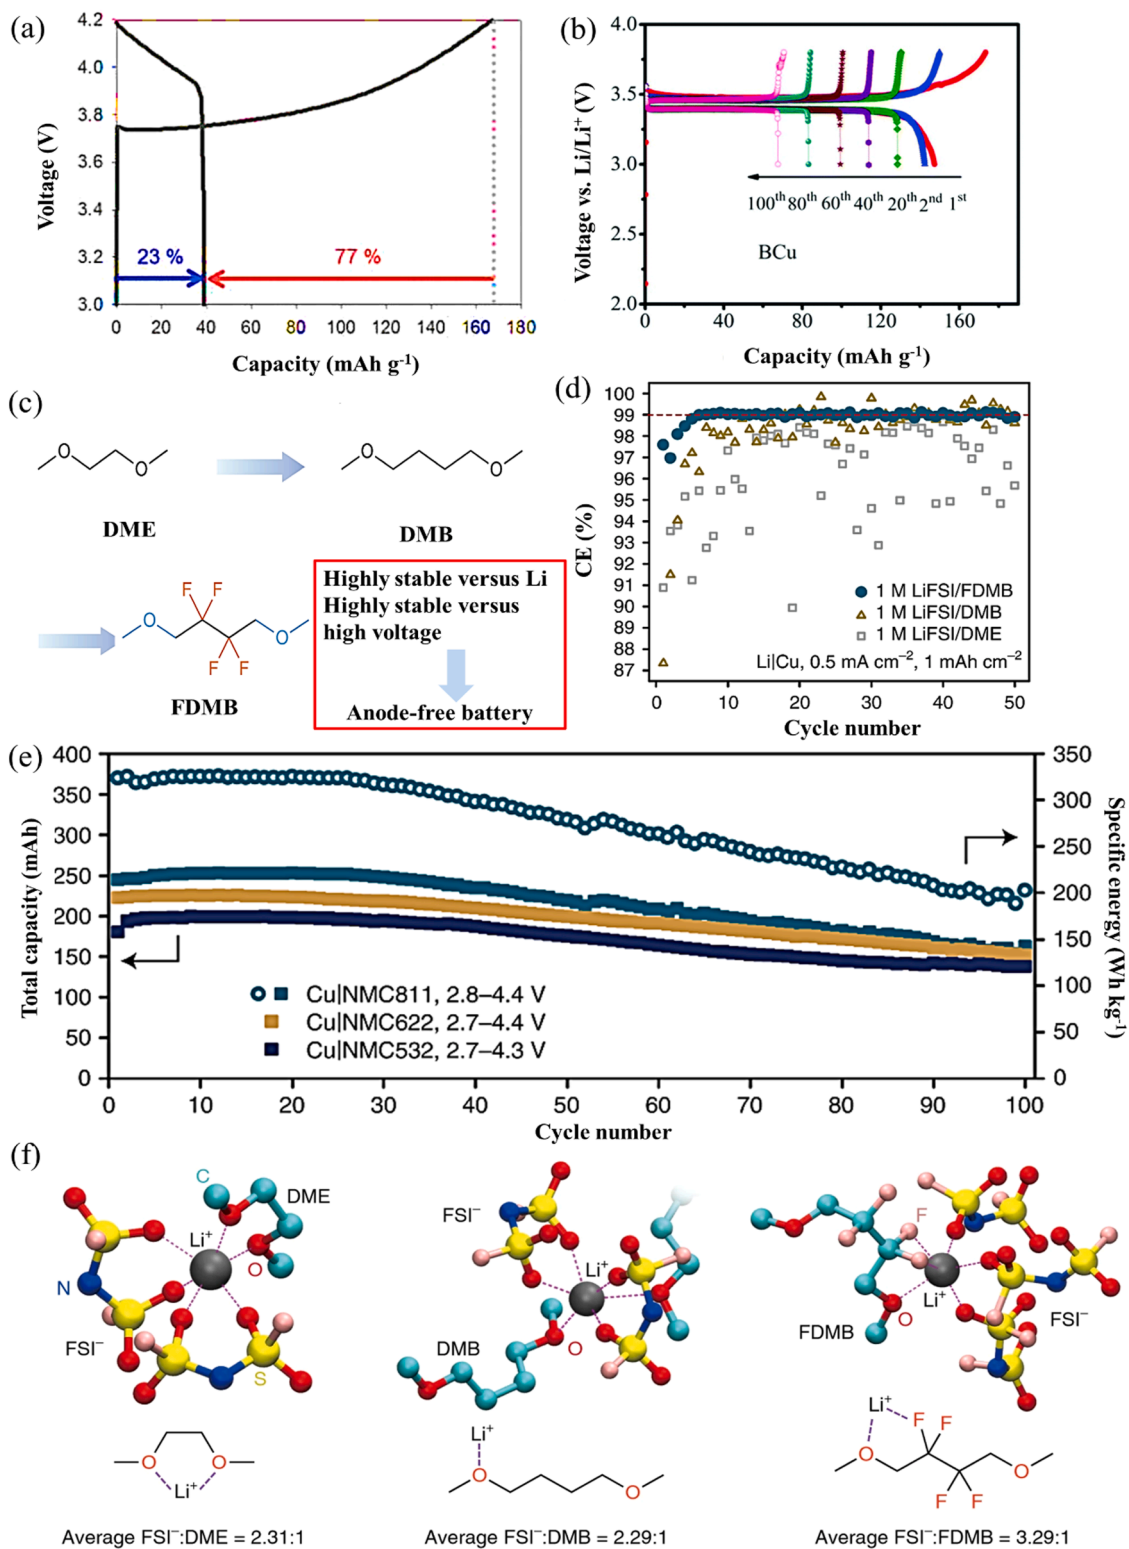 (a)
4.2
4.0
3.8
3.6
3.4
3.2
3.0
Voltage (V)
23 %
77 %
0 20 40 60 80 100 120 140 160 180
Capacity (mAh g⁻¹)
(b)
4.0
3.5
3.0
2.5
2.0
Voltage vs. Li/Li⁺ (V)
100th 80th 60th 40th 20th 2nd 1st
BCu
0 40 80 120 160
Capacity (mAh g⁻¹)
(c)
O
O
DME
O
O
DMB
F F
O
O
F F
FDMB
Highly stable versus Li
Highly stable versus
high voltage
Anode-free battery
(d)
100
99
98
97
96
95
94
93
92
91
90
89
88
87
CE (%)
1 M LiFSI/FDMB
1 M LiFSI/DMB
1 M LiFSI/DME
Li|Cu, 0.5 mA cm⁻², 1 mAh cm⁻²
0 10 20 30 40 50
Cycle number
(e)
400
350
300
250
200
150
100
50
0
Total capacity (mAh)
350
300
250
200
150
100
50
0
Specific energy (Wh kg⁻¹)
Cu|NMC811, 2.8–4.4 V
Cu|NMC622, 2.7–4.4 V
Cu|NMC532, 2.7–4.3 V
0 10 20 30 40 50 60 70 80 90 100
Cycle number
(f)
C
DME
Li⁺
O
N
FSI⁻
S
O
O
Li⁺
Average FSI⁻:DME = 2.31:1
FSI⁻
Li⁺
DMB
O
Li⁺
O
O
Average FSI⁻:DMB = 2.29:1
F
Li⁺
FDMB
O
FSI⁻
Li⁺
F
F
O
O
F F
Average FSI⁻:FDMB = 3.29:1